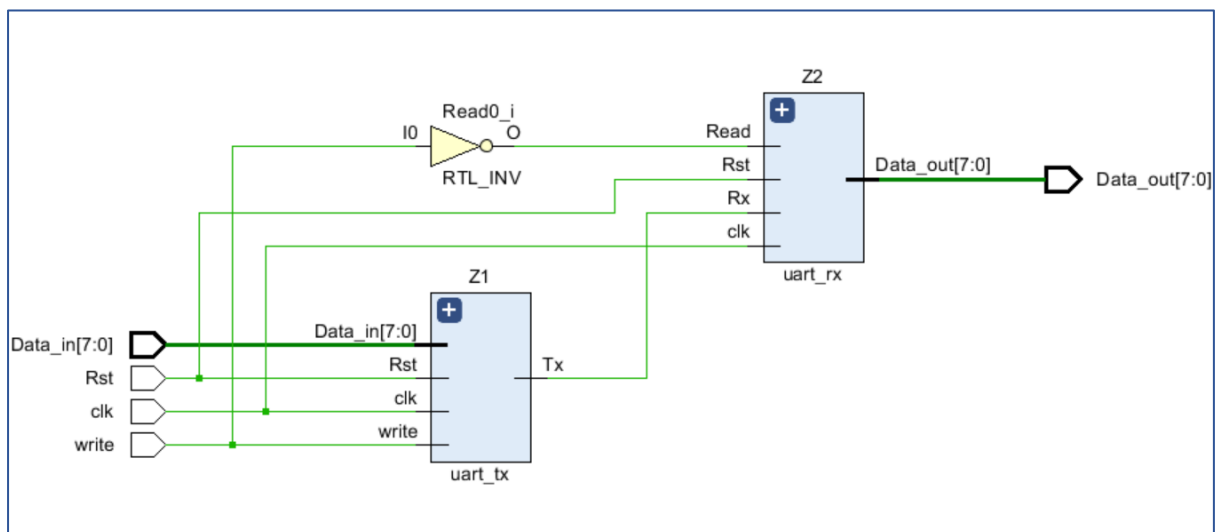 Z2
Read0_i
I0
O
RTL_INV
Read
Rst
Rx
clk
Data_out[7:0]
Data_out[7:0]
uart_rx
Z1
Data_in[7:0]
Data_in[7:0]
Rst
Rst
clk
clk
write
write
Tx
uart_tx